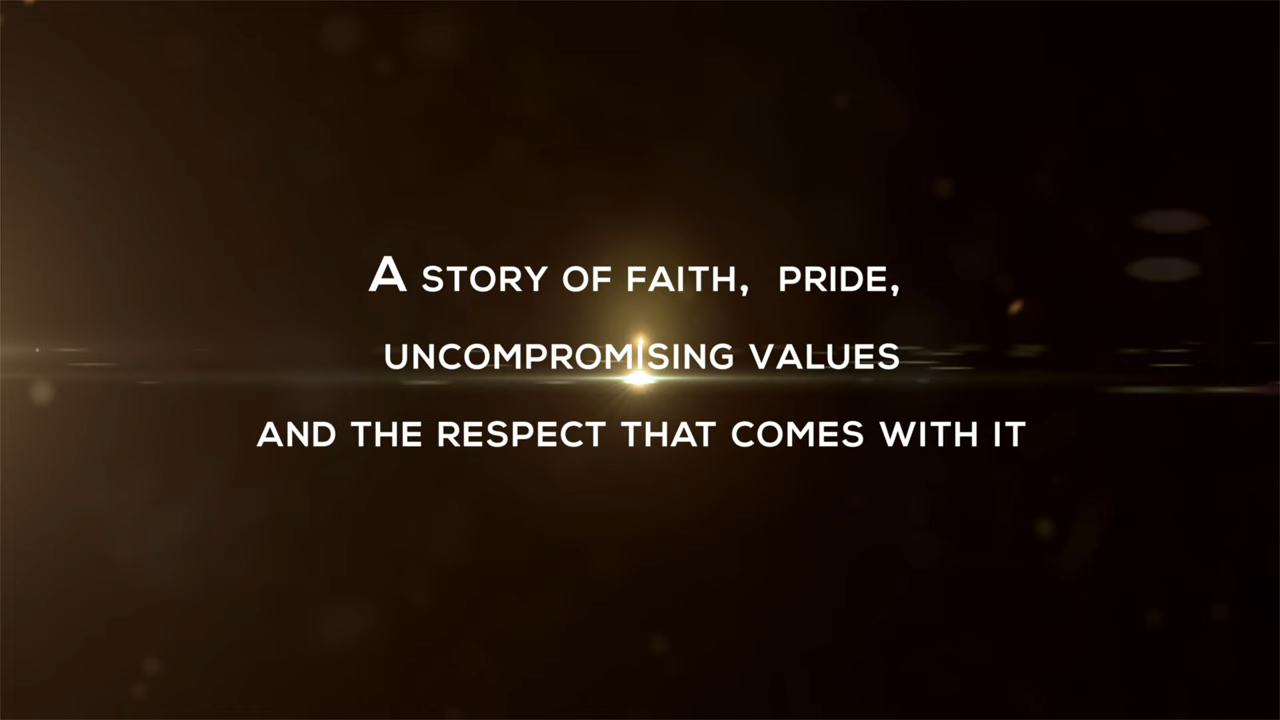 A STORY OF FAITH, PRIDE,
UNCOMPROMISING VALUES
AND THE RESPECT THAT COMES WITH IT